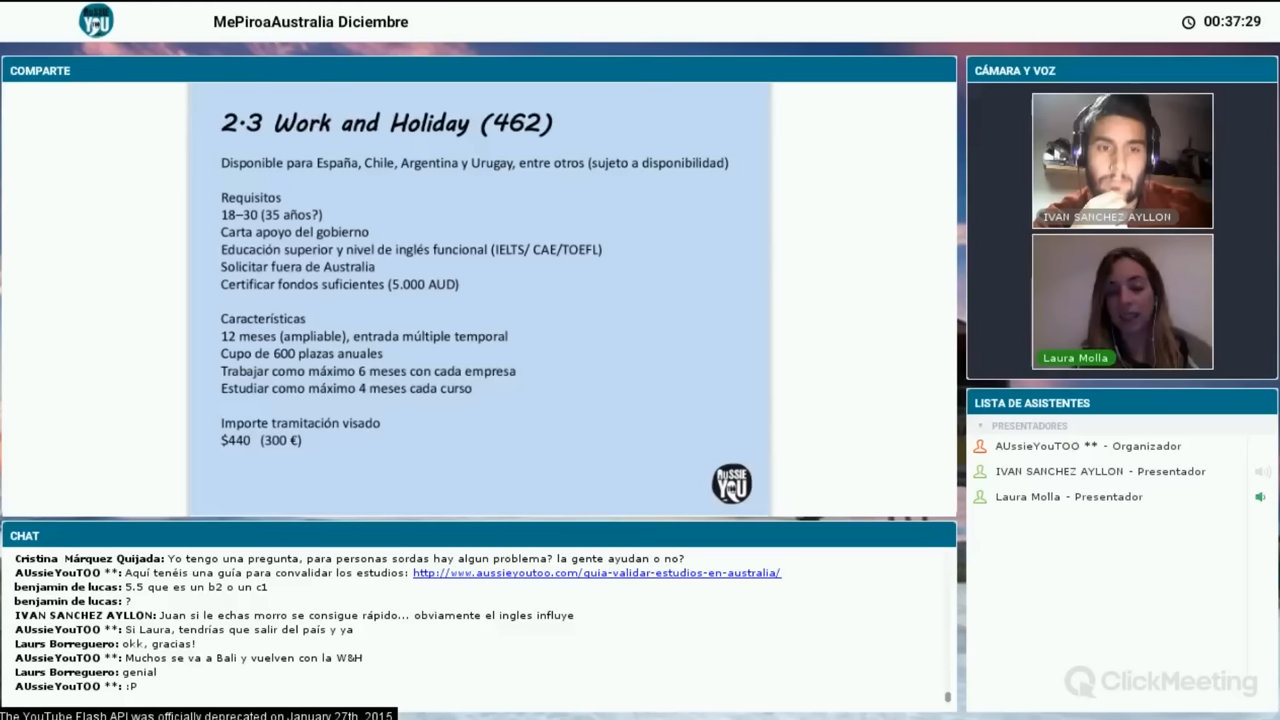 AUSSIE YOU TOO
MePiroaAustralia Diciembre
00:37:29
COMPARTE
2.3 Work and Holiday (462)
Disponible para España, Chile, Argentina y Urugay, entre otros (sujeto a disponibilidad)
Requisitos
18–30 (35 años?)
Carta apoyo del gobierno
Educación superior y nivel de inglés funcional (IELTS/ CAE/TOEFL)
Solicitar fuera de Australia
Certificar fondos suficientes (5.000 AUD)
Características
12 meses (ampliable), entrada múltiple temporal
Cupo de 600 plazas anuales
Trabajar como máximo 6 meses con cada empresa
Estudiar como máximo 4 meses cada curso
Importe tramitación visado
$440 (300 €)
AUSSIE YOU TOO
CÁMARA Y VOZ
IVAN SANCHEZ AYLLON
Laura Molla
LISTA DE ASISTENTES
PRESENTADORES
AUssieYouTOO ** - Organizador
IVAN SANCHEZ AYLLON - Presentador
Laura Molla - Presentador
CHAT
Cristina Márquez Quijada: Yo tengo una pregunta, para personas sordas hay algun problema? la gente ayudan o no?
AUssieYouTOO **: Aquí tenéis una guía para convalidar los estudios: http://www.aussieyoutoo.com/guia-validar-estudios-en-australia/
benjamin de lucas: 5.5 que es un b2 o un c1
benjamin de lucas: ?
IVAN SANCHEZ AYLLON: Juan si le echas morro se consigue rápido... obviamente el ingles influye
AUssieYouTOO **: Si Laura, tendrías que salir del país y ya
Laurs Borreguero: okk, gracias!
AUssieYouTOO **: Muchos se va a Bali y vuelven con la W&H
Laurs Borreguero: genial
AUssieYouTOO **: :P
ClickMeeting
The YouTube Flash API was officially deprecated on January 27th, 2015.